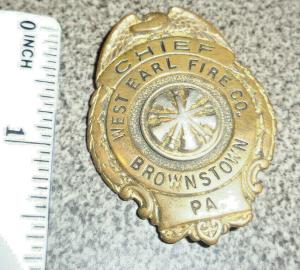 CHIEF
WEST EARL FIRE CO.
BROWNSTOWN
PA
0 INCH
1